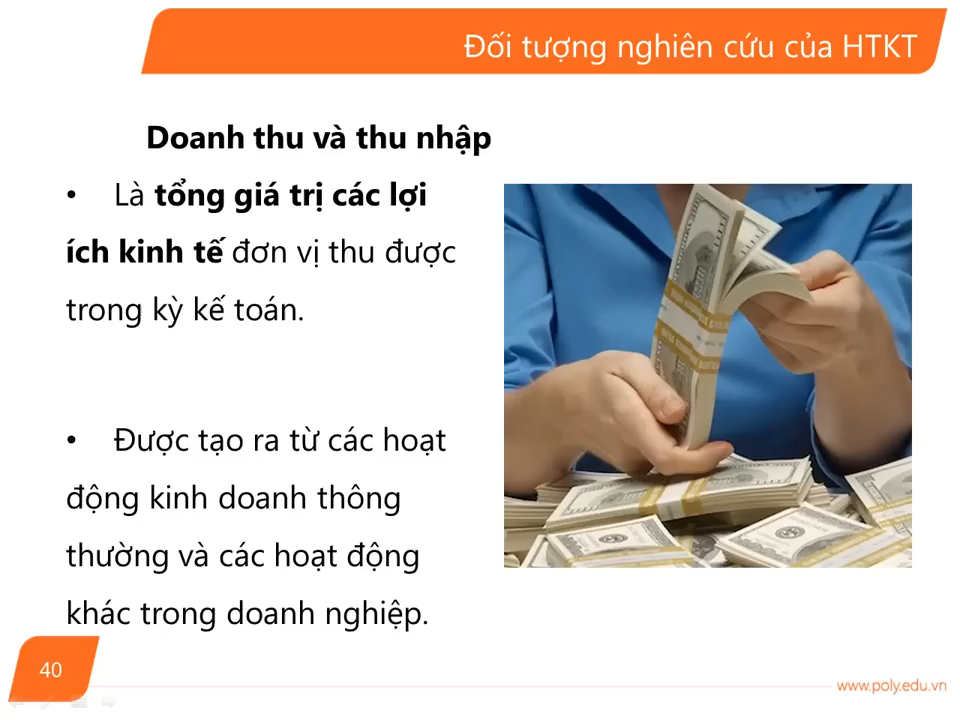 Đối tượng nghiên cứu của HTKT
Doanh thu và thu nhập
• Là tổng giá trị các lợi
ích kinh tế đơn vị thu được
trong kỳ kế toán.
• Được tạo ra từ các hoạt
động kinh doanh thông
thường và các hoạt động
khác trong doanh nghiệp.
40
www.poly.edu.vn